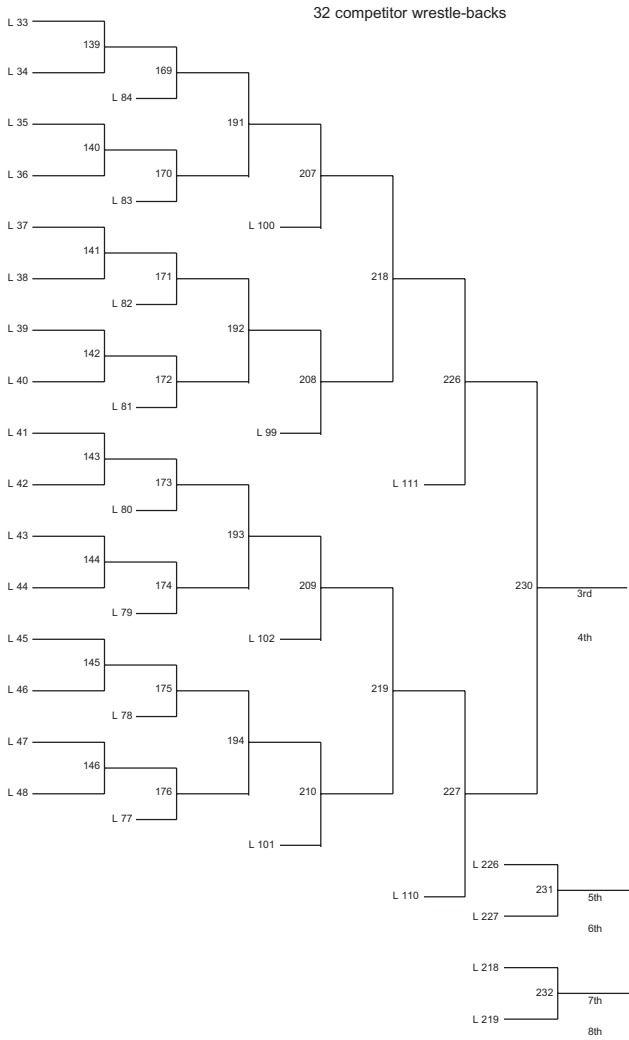 32 competitor wrestle-backs
L 33
139
L 34
169
L 84
L 35
191
140
L 36
170
207
L 83
L 37
L 100
141
L 38
171
218
L 82
L 39
192
142
L 40
172
208
226
L 81
L 41
L 99
143
L 42
173
L 111
L 80
L 43
193
144
L 44
174
209
230
3rd
L 79
L 45
L 102
4th
145
L 46
175
219
L 78
L 47
194
146
L 48
176
210
227
L 77
L 101
L 226
231
L 110
5th
L 227
6th
L 218
232
7th
L 219
8th